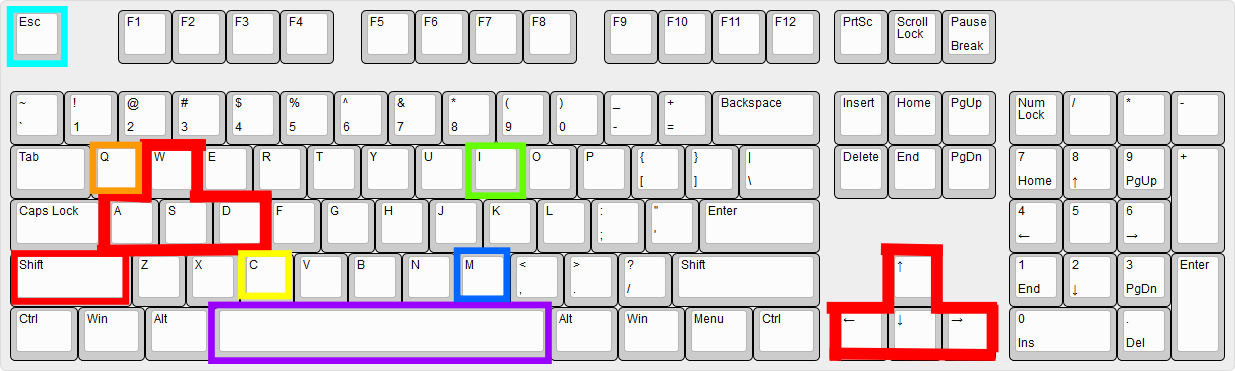 Esc F1 F2 F3 F4 F5 F6 F7 F8 F9 F10 F11 F12 PrtSc Scroll Lock Pause Break
~ ! @ # $ % ^ & * ( ) _ + Backspace Insert Home PgUp Num Lock / * -
` 1 2 3 4 5 6 7 8 9 0 - =
Tab Q W E R T Y U I O P { } | Delete End PgDn 7 8 9 +
[ ] \ Home ↑ PgUp
Caps Lock A S D F G H J K L : " Enter 4 5 6
; ' ← →
Shift Z X C V B N M < > ? Shift ↑ 1 2 3 Enter
, . / End ↓ PgDn
Ctrl Win Alt Alt Win Menu Ctrl ← ↓ → 0 .
Ins Del